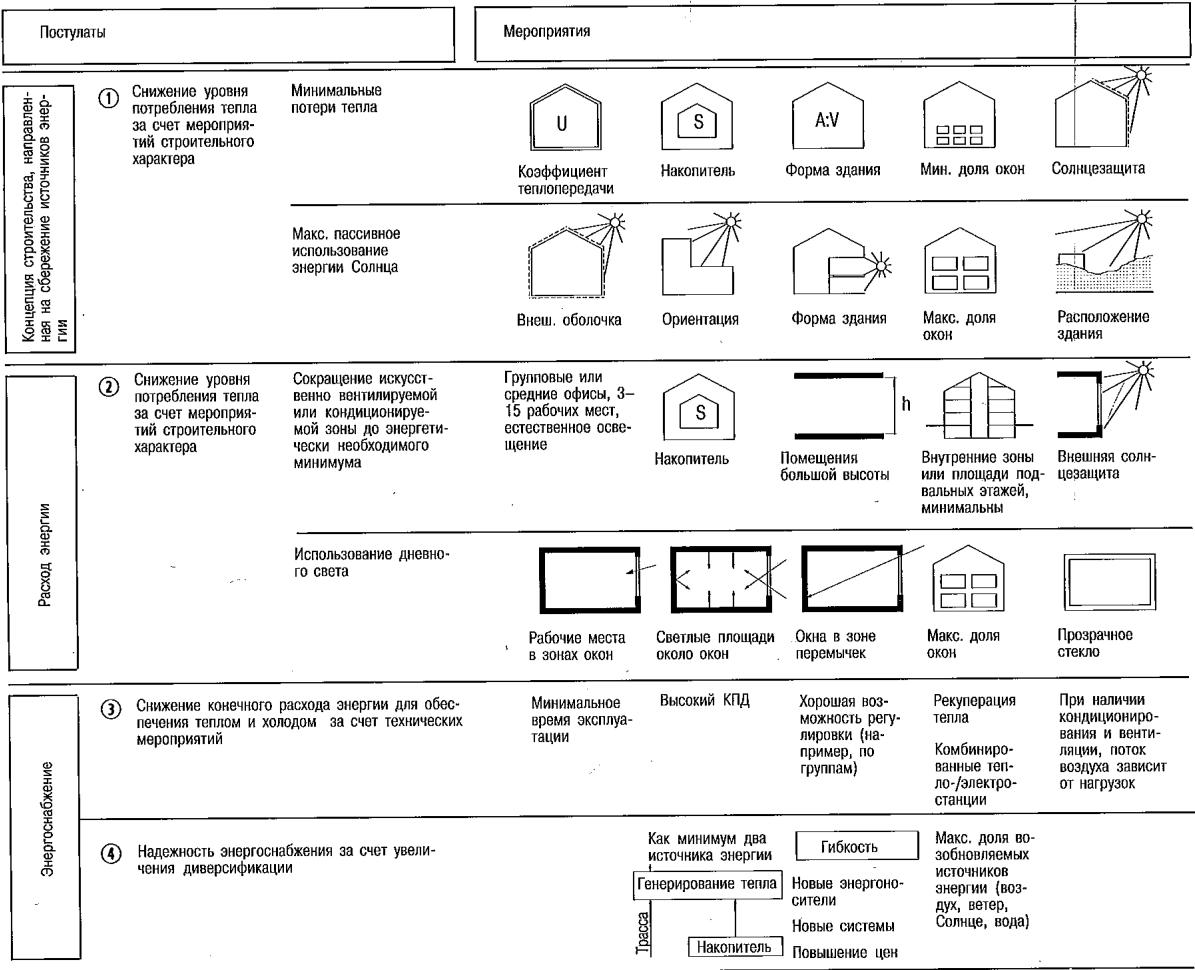 Постулаты
Мероприятия
Концепция строительства, направлен-
ная на сбережение источников энер-
гии
1
Снижение уровня
потребления тепла
за счет мероприя-
тий строительного
характера
Минимальные
потери тепла
U
Коэффициент
теплопередачи
S
Накопитель
A:V
Форма здания
Мин. доля окон
Солнцезащита
Макс. пассивное
использование
энергии Солнца
Внеш. оболочка
Ориентация
Форма здания
Макс. доля
окон
Расположение
здания
Расход энергии
2
Снижение уровня
потребления тепла
за счет мероприя-
тий строительного
характера
Сокращение искусст-
венно вентилируемой
или кондиционируе-
мой зоны до энергети-
чески необходимого
минимума
Групповые или
средние офисы, 3–
15 рабочих мест,
естественное осве-
щение
S
Накопитель
h
Помещения
большой высоты
Внутренние зоны
или площади под-
вальных этажей,
минимальны
Внешняя солн-
цезащита
Использование дневно-
го света
Рабочие места
в зонах окон
Светлые площади
около окон
Окна в зоне
перемычек
Макс. доля
окон
Прозрачное
стекло
Энергоснабжение
3
Снижение конечного расхода энергии для обес-
печения теплом и холодом за счет технических
мероприятий
Минимальное
время эксплуа-
тации
Высокий КПД
Хорошая воз-
можность регу-
лировки (на-
пример, по
группам)
Рекуперация
тепла
Комбиниро-
ванные теп-
ло-/электро-
станции
При наличии
кондициониро-
вания и венти-
ляции, поток
воздуха зависит
от нагрузок
4
Надежность энергоснабжения за счет увели-
чения диверсификации
Как минимум два
источника энергии
Генерирование тепла
Трасса
Накопитель
Гибкость
Новые энергоно-
сители
Новые системы
Повышение цен
Макс. доля во-
зобновляемых
источников
энергии (воз-
дух, ветер,
Солнце, вода)